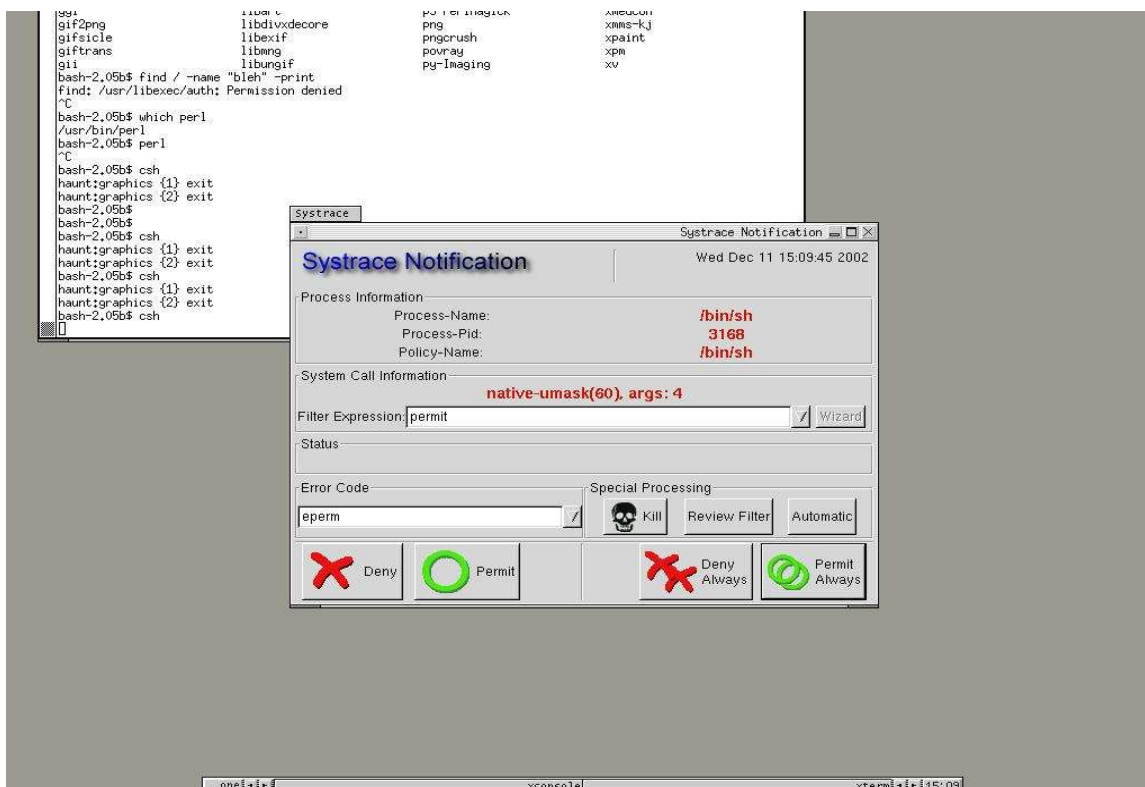 gif2png libdivxdecore png xmms-kj
gifsicle libexif pngcrush xpaint
giftrans libmng povray xpm
gii libungif py-Imaging xv
bash-2.05b$ find / -name "bleh" -print
find: /usr/libexec/auth: Permission denied
^C
bash-2.05b$ which perl
/usr/bin/perl
bash-2.05b$ perl
^C
bash-2.05b$ csh
haunt:graphics {1} exit
haunt:graphics {2} exit
bash-2.05b$
bash-2.05b$
bash-2.05b$ csh
haunt:graphics {1} exit
haunt:graphics {2} exit
bash-2.05b$ csh
haunt:graphics {1} exit
haunt:graphics {2} exit
bash-2.05b$ csh
Systrace
Systrace Notification
Systrace Notification
Wed Dec 11 15:09:45 2002
Process Information
Process-Name: /bin/sh
Process-Pid: 3168
Policy-Name: /bin/sh
System Call Information
native-umask(60), args: 4
Filter Expression: permit Wizard
Status
Error Code
Special Processing
eperm
Kill Review Filter Automatic
Deny Permit
Deny Always
Permit Always
one xconsole xterm 15:09